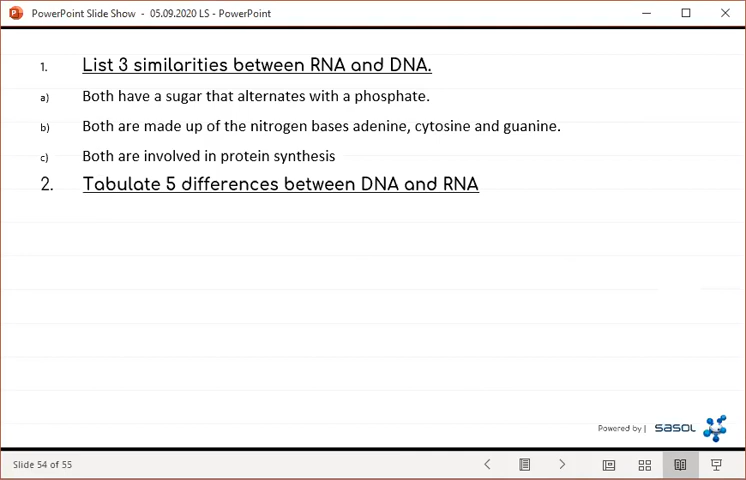 PowerPoint Slide Show - 05.09.2020 LS - PowerPoint
1. List 3 similarities between RNA and DNA.
a) Both have a sugar that alternates with a phosphate.
b) Both are made up of the nitrogen bases adenine, cytosine and guanine.
c) Both are involved in protein synthesis
2. Tabulate 5 differences between DNA and RNA
Powered by | sasol
Slide 54 of 55